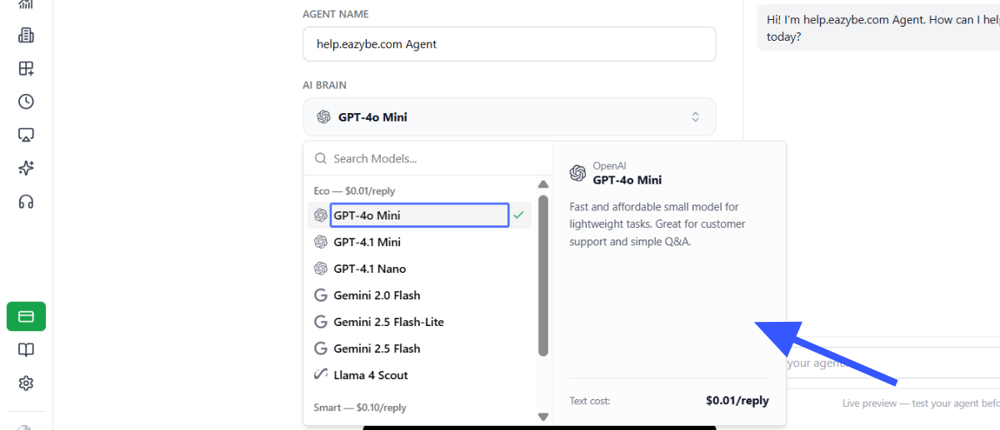 AGENT NAME
help.eazybe.com Agent
AI BRAIN
GPT-4o Mini
Search Models...
Eco — $0.01/reply
GPT-4o Mini
GPT-4.1 Mini
GPT-4.1 Nano
Gemini 2.0 Flash
Gemini 2.5 Flash-Lite
Gemini 2.5 Flash
Llama 4 Scout
Smart — $0.10/reply
OpenAI
GPT-4o Mini
Fast and affordable small model for
lightweight tasks. Great for customer
support and simple Q&A.
Text cost:
$0.01/reply
Hi! I'm help.eazybe.com Agent. How can I help
today?
your agent
Live preview — test your agent befo